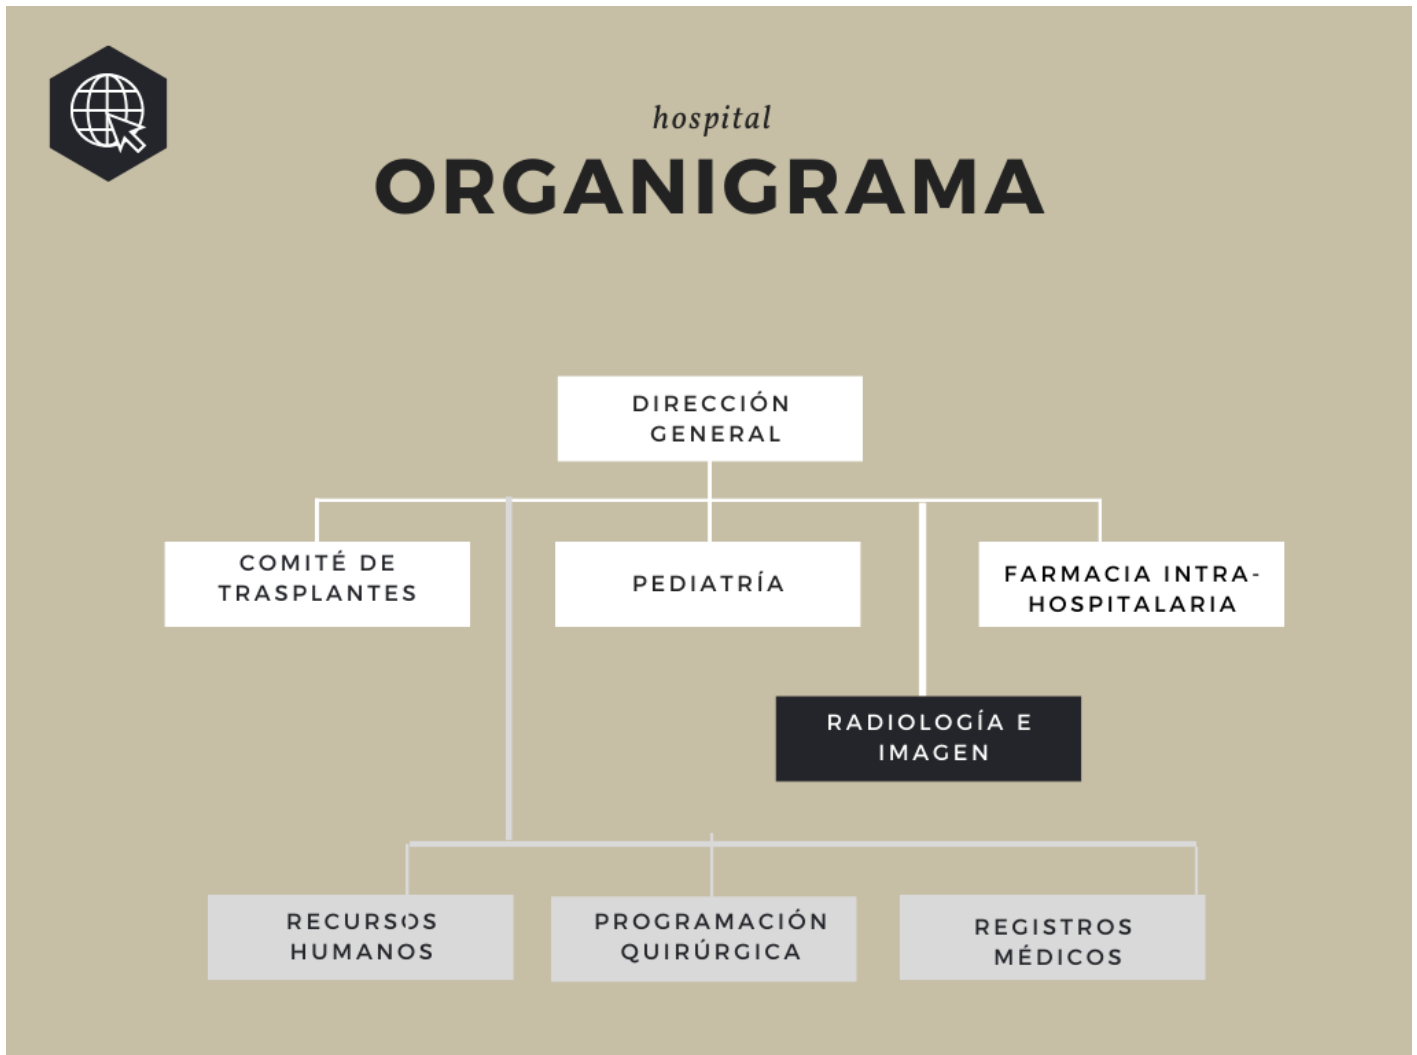 hospital
ORGANIGRAMA
DIRECCIÓN
GENERAL
COMITÉ DE
TRASPLANTES
PEDIATRÍA
FARMACIA INTRA-
HOSPITALARIA
RADIOLOGÍA E
IMAGEN
RECURSOS
HUMANOS
PROGRAMACIÓN
QUIRÚRGICA
REGISTROS
MÉDICOS